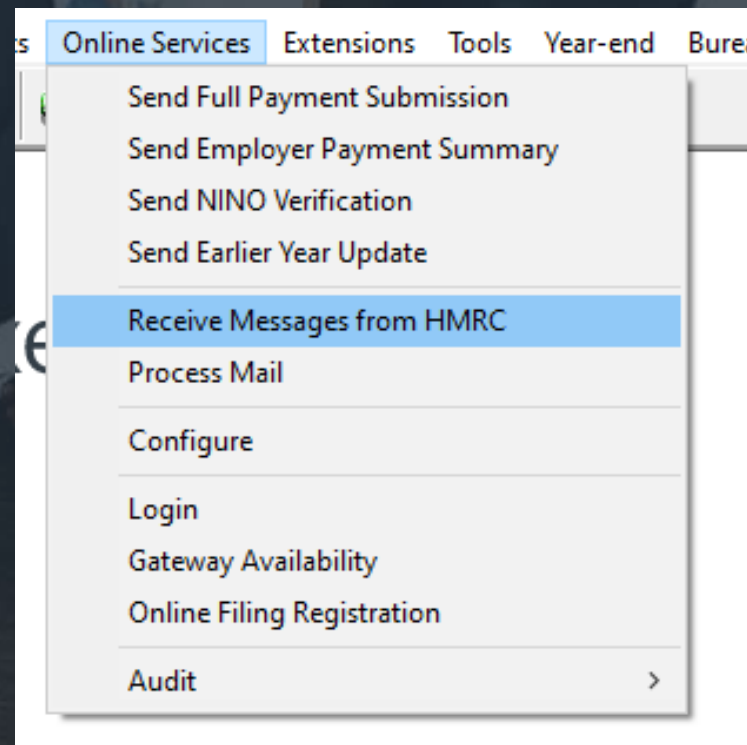 Online Services Extensions Tools Year-end
Send Full Payment Submission
Send Employer Payment Summary
Send NINO Verification
Send Earlier Year Update
Receive Messages from HMRC
Process Mail
Configure
Login
Gateway Availability
Online Filing Registration
Audit